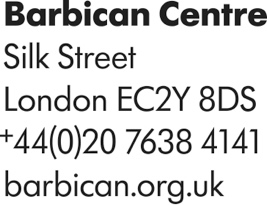 Barbican Centre
Silk Street
London EC2Y 8DS
+44(0)20 7638 4141
barbican.org.uk